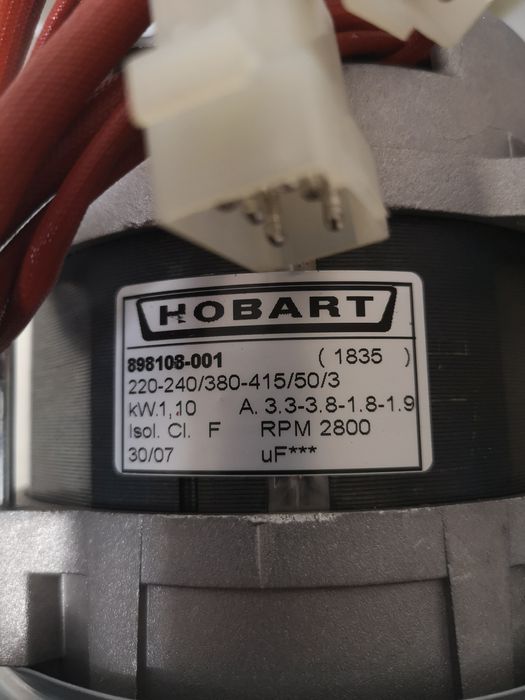 HOBART
898108-001 ( 1835 )
220-240/380-415/50/3
kW.1,10 A. 3.3-3.8-1.8-1.9
Isol. Cl. F RPM 2800
30/07 uF***